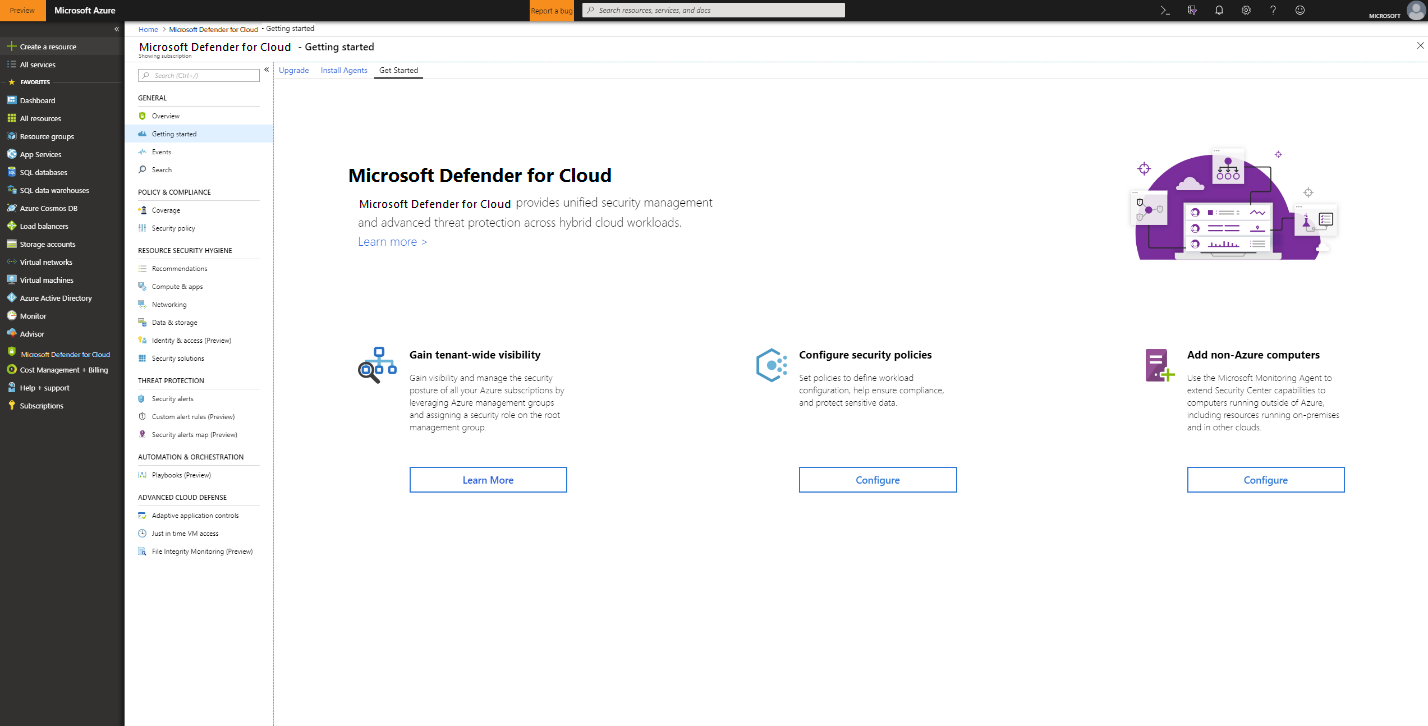 Preview
Microsoft Azure
Report a bug
Search resources, services, and docs
MICROSOFT
Create a resource
All services
FAVORITES
Dashboard
All resources
Resource groups
App Services
SQL databases
SQL data warehouses
Azure Cosmos DB
Load balancers
Storage accounts
Virtual networks
Virtual machines
Azure Active Directory
Monitor
Advisor
Microsoft Defender for Cloud
Cost Management + Billing
Help + support
Subscriptions
Home > Microsoft Defender for Cloud - Getting started
Microsoft Defender for Cloud - Getting started
Showing subscription
Search (Ctrl+/)
GENERAL
Overview
Getting started
Events
Search
POLICY & COMPLIANCE
Coverage
Security policy
RESOURCE SECURITY HYGIENE
Recommendations
Compute & apps
Networking
Data & storage
Identity & access (Preview)
Security solutions
THREAT PROTECTION
Security alerts
Custom alert rules (Preview)
Security alerts map (Preview)
AUTOMATION & ORCHESTRATION
Playbooks (Preview)
ADVANCED CLOUD DEFENSE
Adaptive application controls
Just in time VM access
File Integrity Monitoring (Preview)
Upgrade Install Agents Get Started
Microsoft Defender for Cloud
Microsoft Defender for Cloud provides unified security management
and advanced threat protection across hybrid cloud workloads.
Learn more >
Gain tenant-wide visibility
Gain visibility and manage the security
posture of all your Azure subscriptions by
leveraging Azure management groups
and assigning a security role on the root
management group.
Learn More
Configure security policies
Set policies to define workload
configuration, help ensure compliance,
and protect sensitive data.
Configure
Add non-Azure computers
Use the Microsoft Monitoring Agent to
extend Security Center capabilities to
computers running outside of Azure,
including resources running on-premises
and in other clouds.
Configure